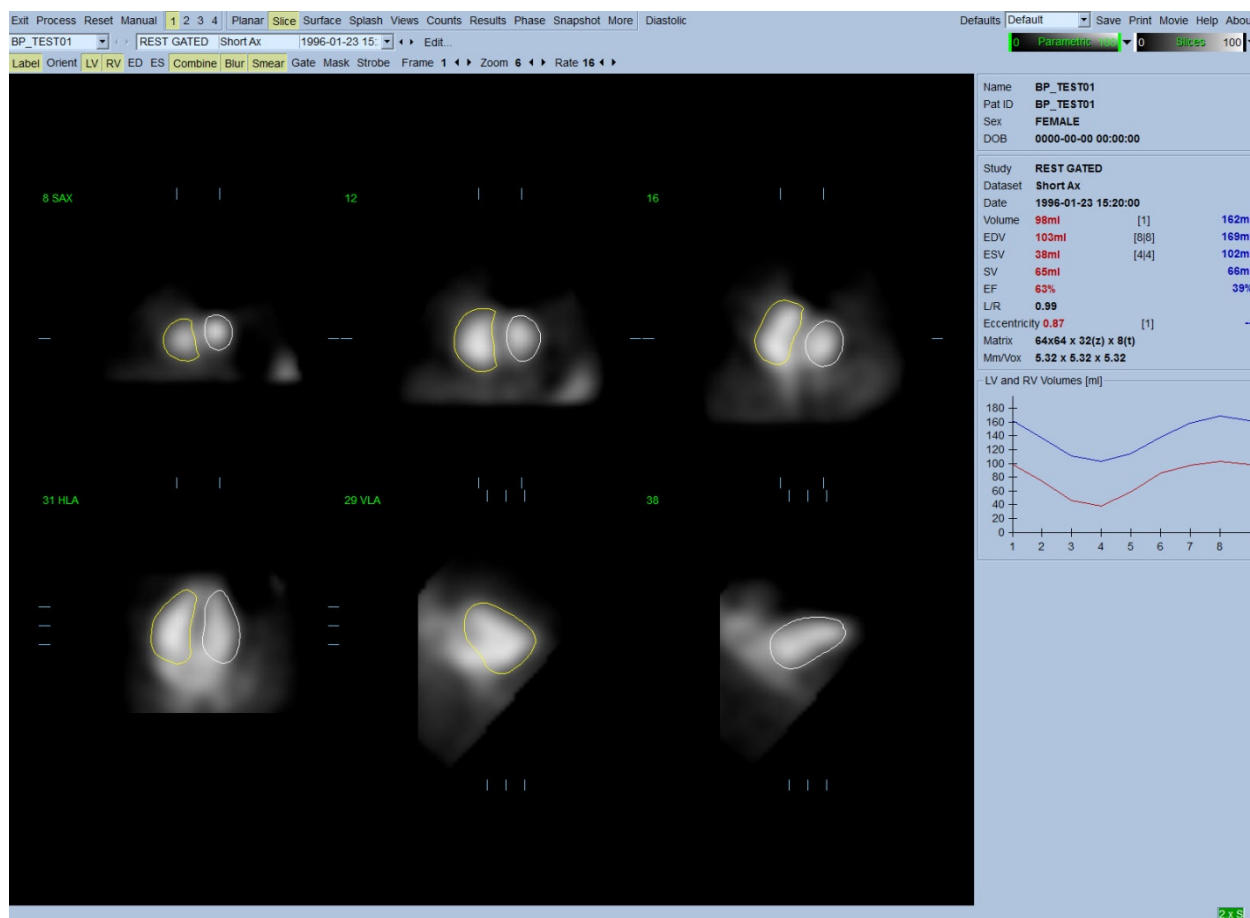 Exit Process Reset Manual 1 2 3 4 Planar Slice Surface Splash Views Counts Results Phase Snapshot More Diastolic Defaults Default Save Print Movie Help Abou
BP_TEST01 REST GATED Short Ax 1996-01-23 15: Edit... 0 Parametric 100 0 Slices 100
Label Orient LV RV ED ES Combine Blur Smear Gate Mask Strobe Frame 1 Zoom 6 Rate 16
Name BP_TEST01
Pat ID BP_TEST01
Sex FEMALE
DOB 0000-00-00 00:00:00
Study REST GATED
Dataset Short Ax
Date 1996-01-23 15:20:00
Volume 98ml [1] 162m
EDV 103ml [8|8] 169m
ESV 38ml [4|4] 102m
SV 65ml 66m
EF 63% 39%
L/R 0.99
Eccentricity 0.87 [1] --
Matrix 64x64 x 32(z) x 8(t)
Mm/Vox 5.32 x 5.32 x 5.32
LV and RV Volumes [ml]
180
160
140
120
100
80
60
40
20
0
1 2 3 4 5 6 7 8
8 SAX 12 16
31 HLA 29 VLA 38
2 x S